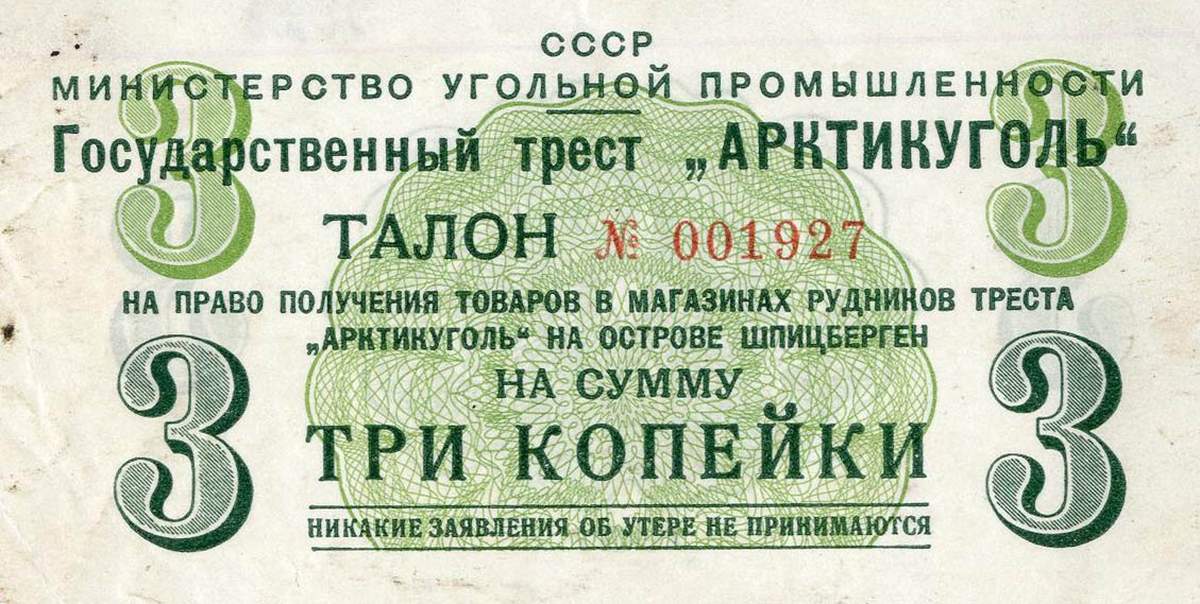 СССР
МИНИСТЕРСТВО УГОЛЬНОЙ ПРОМЫШЛЕННОСТИ
Государственный трест „АРКТИКУГОЛЬ“
3 3
ТАЛОН № 001927
НА ПРАВО ПОЛУЧЕНИЯ ТОВАРОВ В МАГАЗИНАХ РУДНИКОВ ТРЕСТА
„АРКТИКУГОЛЬ“ НА ОСТРОВЕ ШПИЦБЕРГЕН
НА СУММУ
3 ТРИ КОПЕЙКИ 3
НИКАКИЕ ЗАЯВЛЕНИЯ ОБ УТЕРЕ НЕ ПРИНИМАЮТСЯ